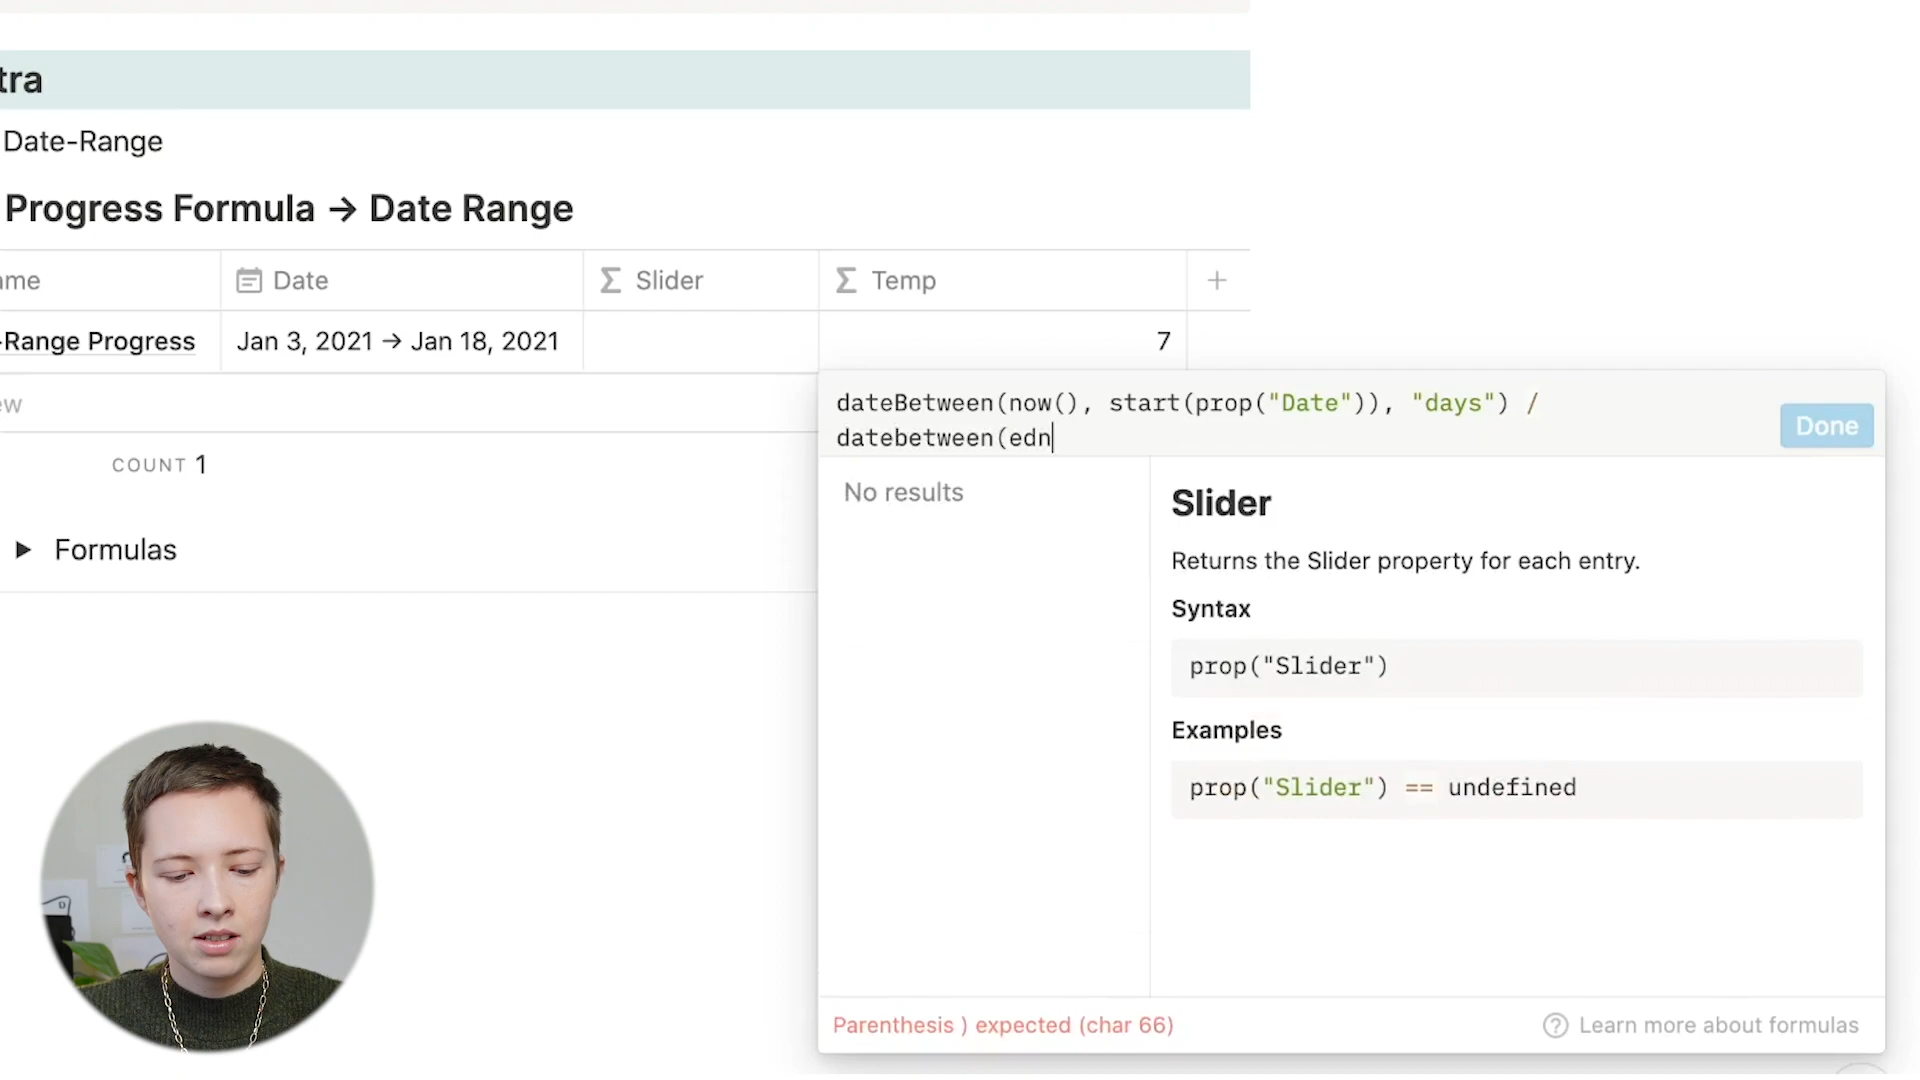 tra
Date-Range
Progress Formula → Date Range
ame
Date
Slider
Temp
-Range Progress
Jan 3, 2021 → Jan 18, 2021
7
ew
COUNT 1
Formulas
dateBetween(now(), start(prop("Date")), "days") /
datebetween(edn
Done
No results
Slider
Returns the Slider property for each entry.
Syntax
prop("Slider")
Examples
prop("Slider") == undefined
Parenthesis ) expected (char 66)
Learn more about formulas